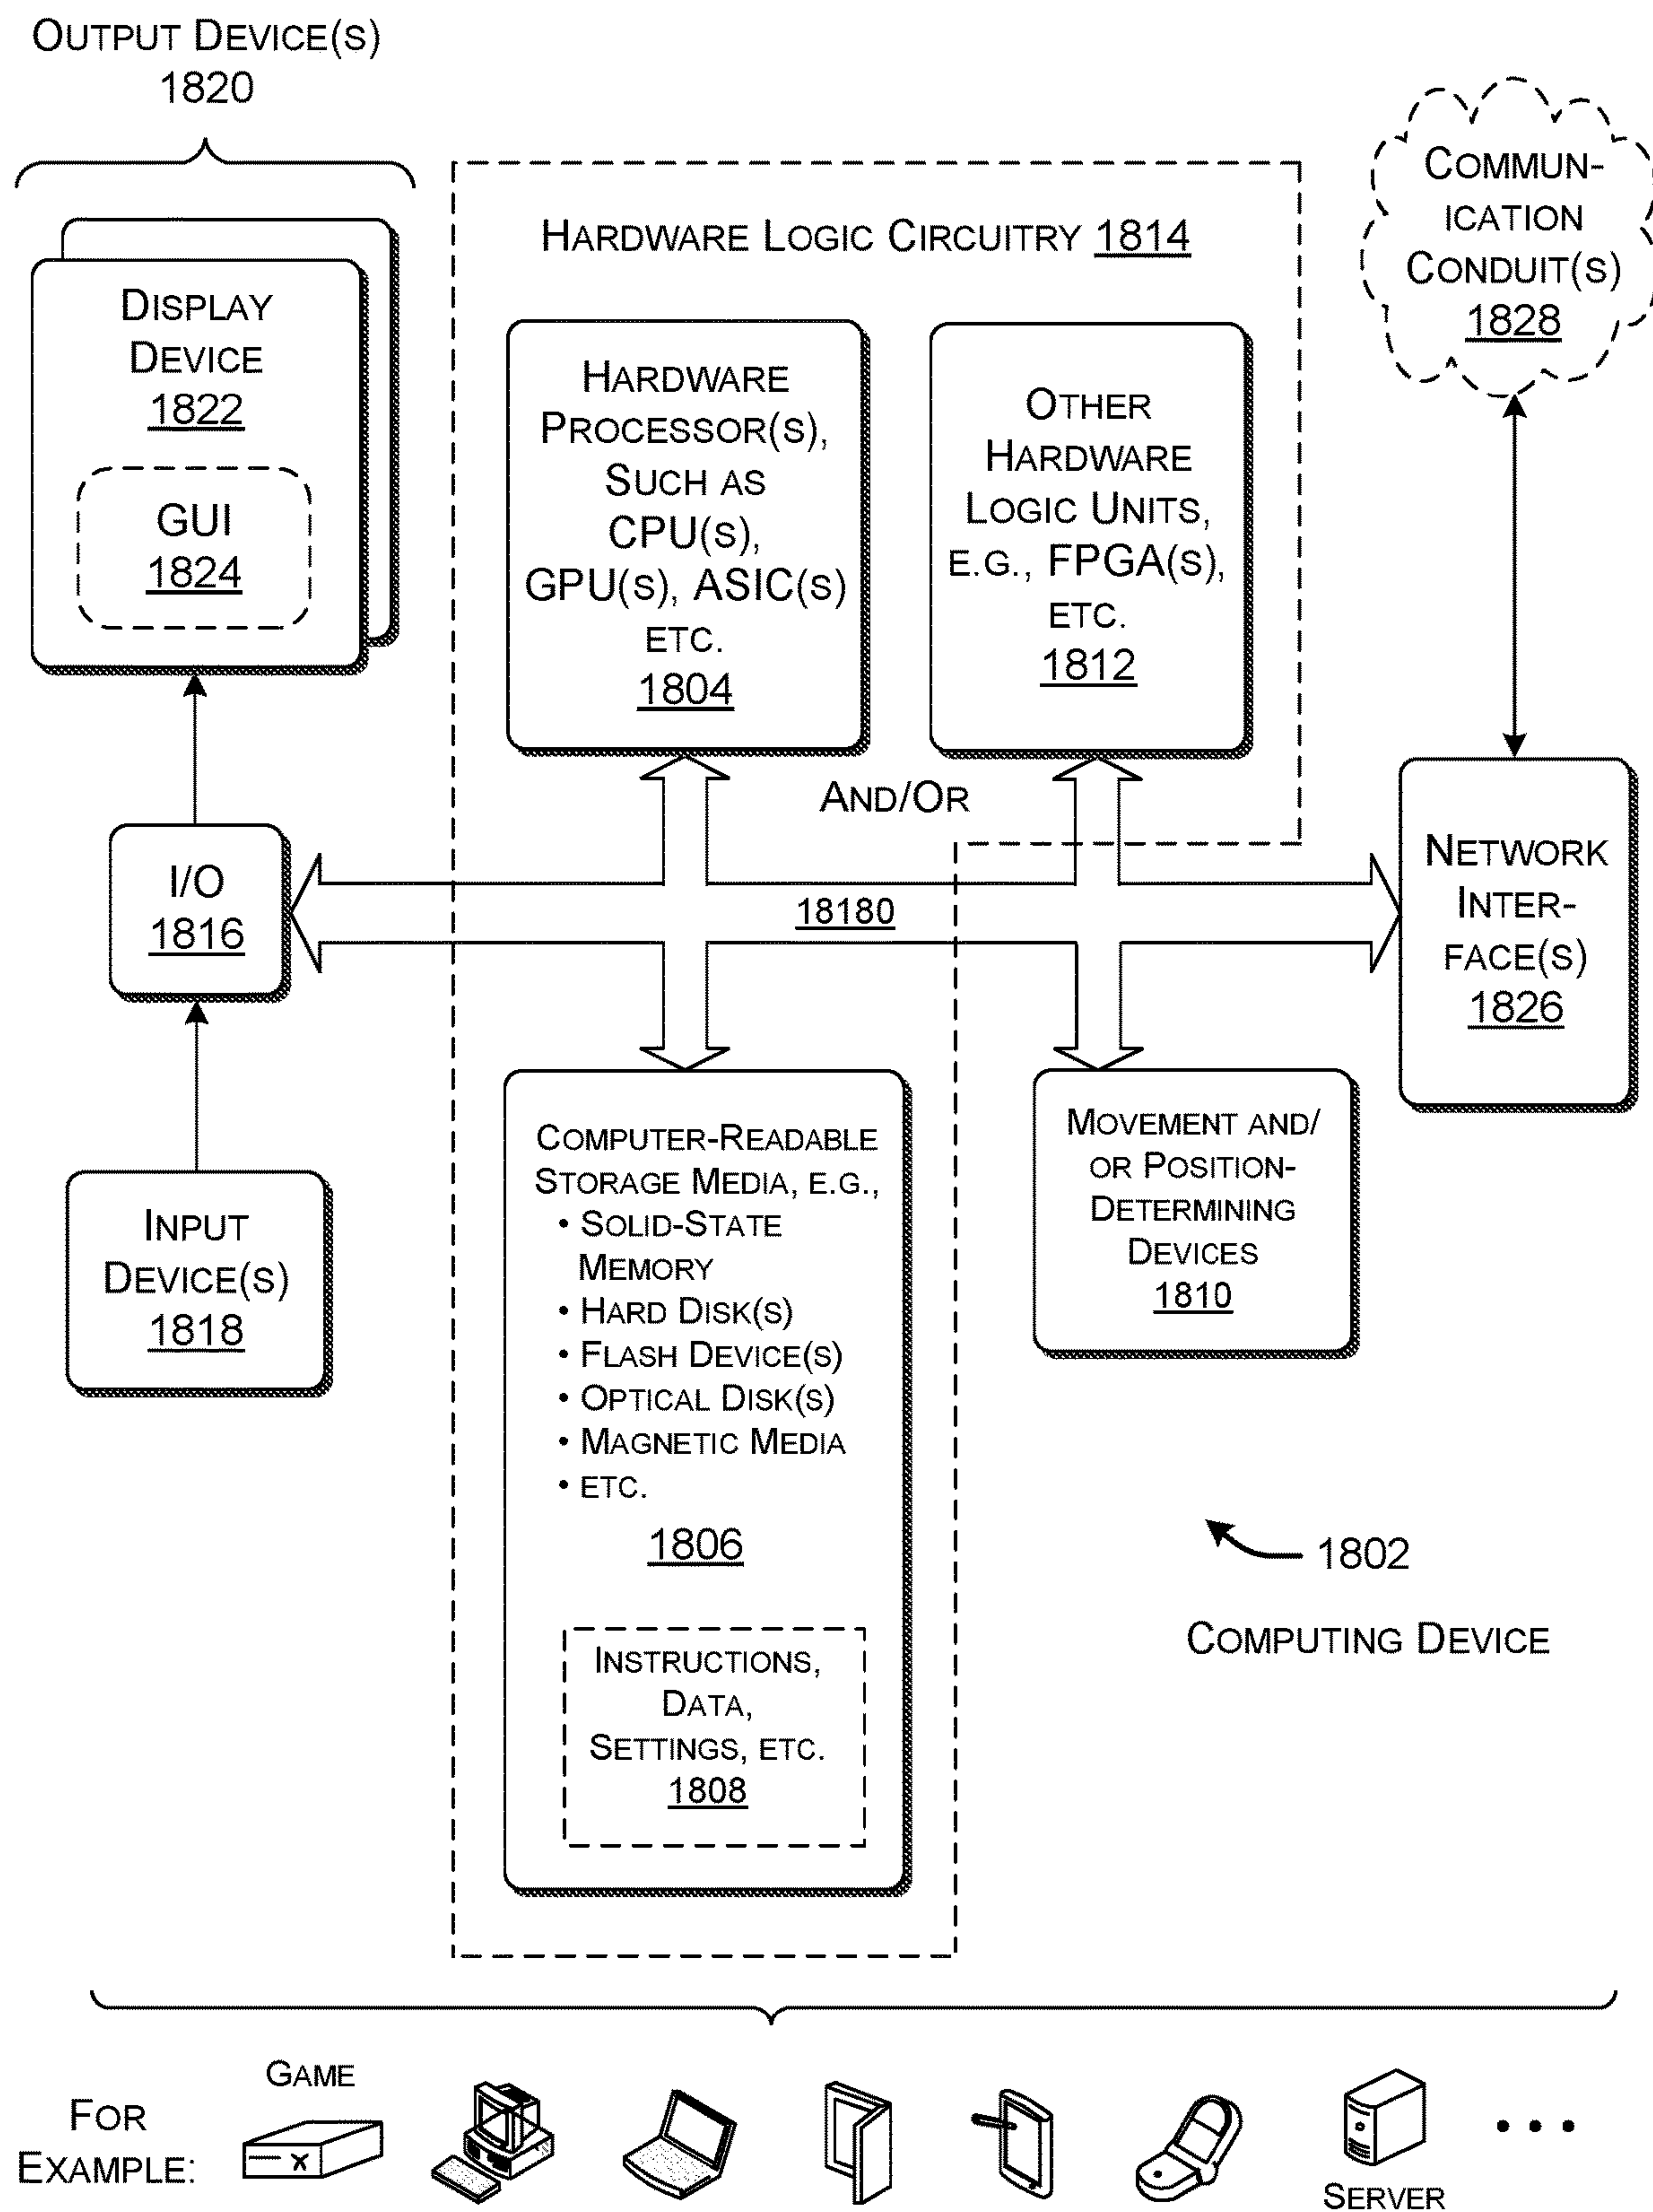 OUTPUT DEVICE(S)
1820
DISPLAY
DEVICE
1822
GUI
1824
HARDWARE LOGIC CIRCUITRY 1814
HARDWARE
PROCESSOR(S),
SUCH AS
CPU(S),
GPU(S), ASIC(S)
ETC.
1804
OTHER
HARDWARE
LOGIC UNITS,
E.G., FPGA(S),
ETC.
1812
COMMUN-
ICATION
CONDUIT(S)
1828
AND/OR
I/O
1816
18180
NETWORK
INTER-
FACE(S)
1826
INPUT
DEVICE(S)
1818
COMPUTER-READABLE
STORAGE MEDIA, E.G.,
• SOLID-STATE
MEMORY
• HARD DISK(S)
• FLASH DEVICE(S)
• OPTICAL DISK(S)
• MAGNETIC MEDIA
• ETC.
1806
INSTRUCTIONS,
DATA,
SETTINGS, ETC.
1808
MOVEMENT AND/
OR POSITION-
DETERMINING
DEVICES
1810
1802
COMPUTING DEVICE
FOR
EXAMPLE:
GAME
SERVER
• • •